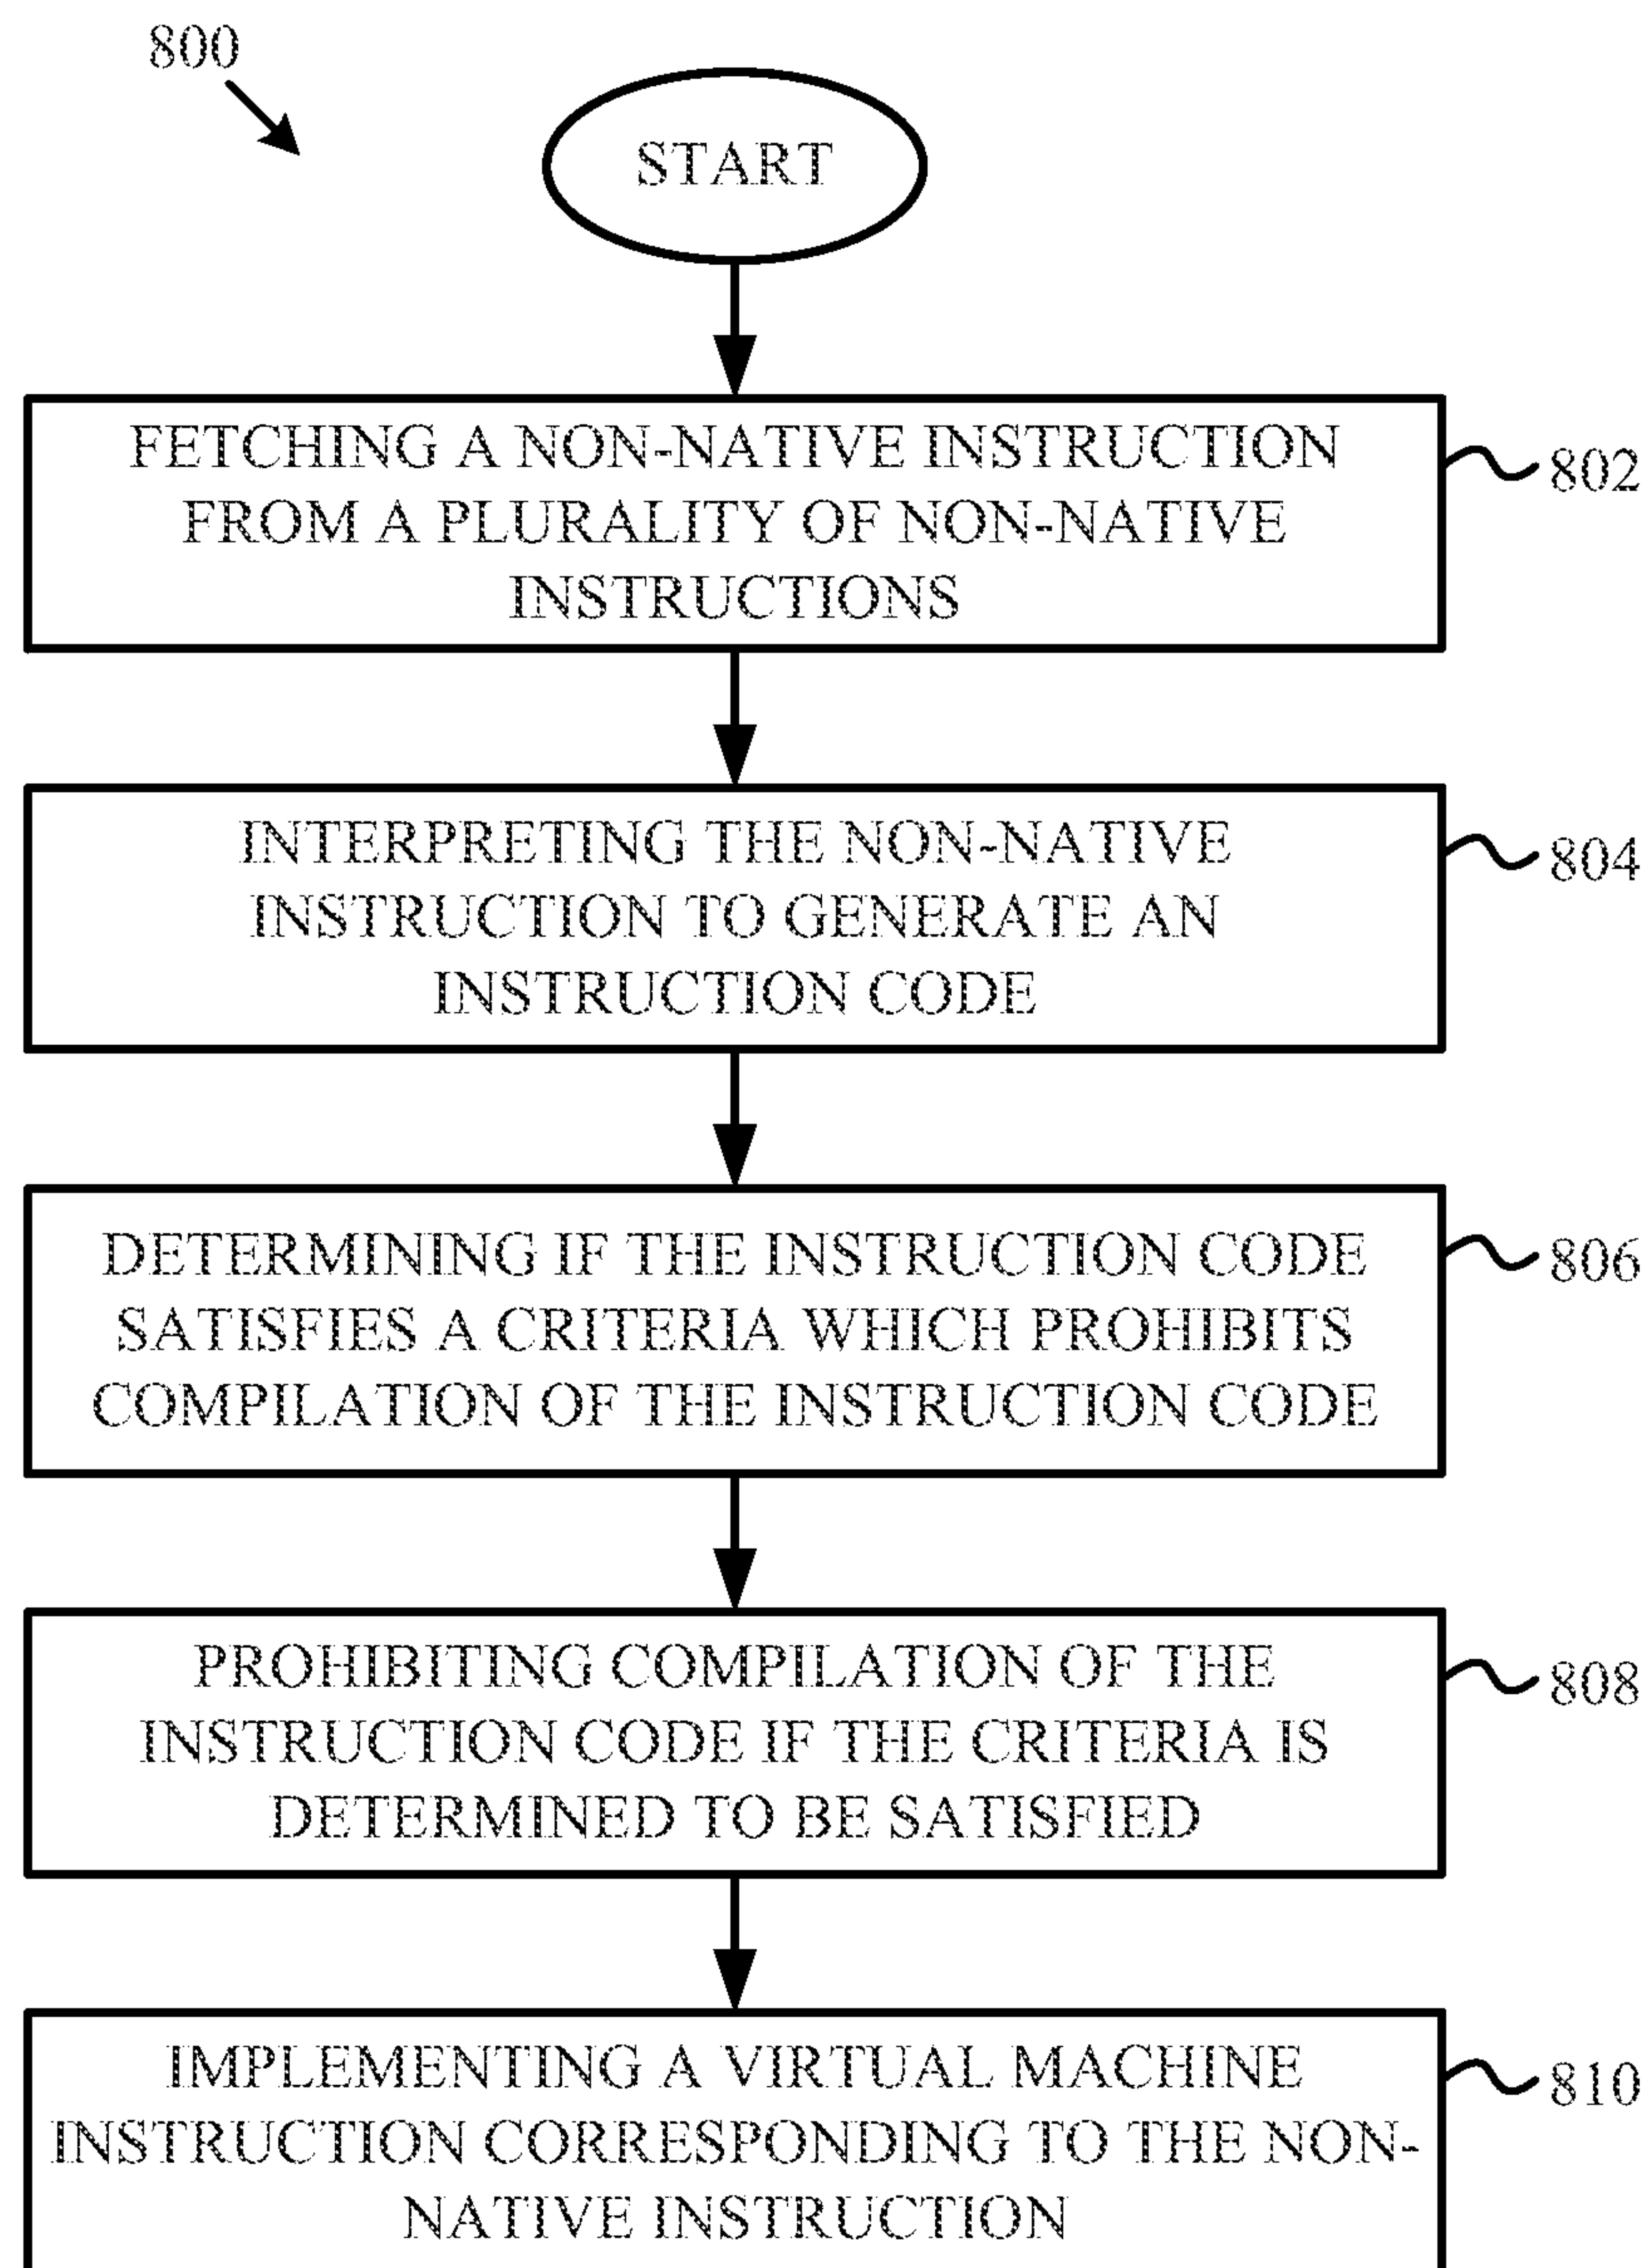 800
START
FETCHING A NON-NATIVE INSTRUCTION
FROM A PLURALITY OF NON-NATIVE
INSTRUCTIONS
802
INTERPRETING THE NON-NATIVE
INSTRUCTION TO GENERATE AN
INSTRUCTION CODE
804
DETERMINING IF THE INSTRUCTION CODE
SATISFIES A CRITERIA WHICH PROHIBITS
COMPILATION OF THE INSTRUCTION CODE
806
PROHIBITING COMPILATION OF THE
INSTRUCTION CODE IF THE CRITERIA IS
DETERMINED TO BE SATISFIED
808
IMPLEMENTING A VIRTUAL MACHINE
INSTRUCTION CORRESPONDING TO THE NON-
NATIVE INSTRUCTION
810